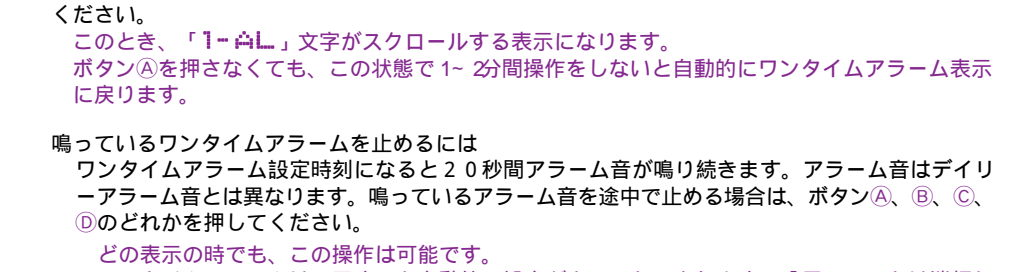 ください。
このとき、「1-AL」文字がスクロールする表示になります。
ボタンⒶを押さなくても、この状態で 1~ 2分間操作をしないと自動的にワンタイムアラーム表示
に戻ります。
鳴っているワンタイムアラームを止めるには
ワンタイムアラーム設定時刻になると２０秒間アラーム音が鳴り続きます。アラーム音はデイリ
ーアラーム音とは異なります。鳴っているアラーム音を途中で止める場合は、ボタンⒶ、Ⓑ、Ⓒ、
Ⓓのどれかを押してください。
どの表示の時でも、この操作は可能です。